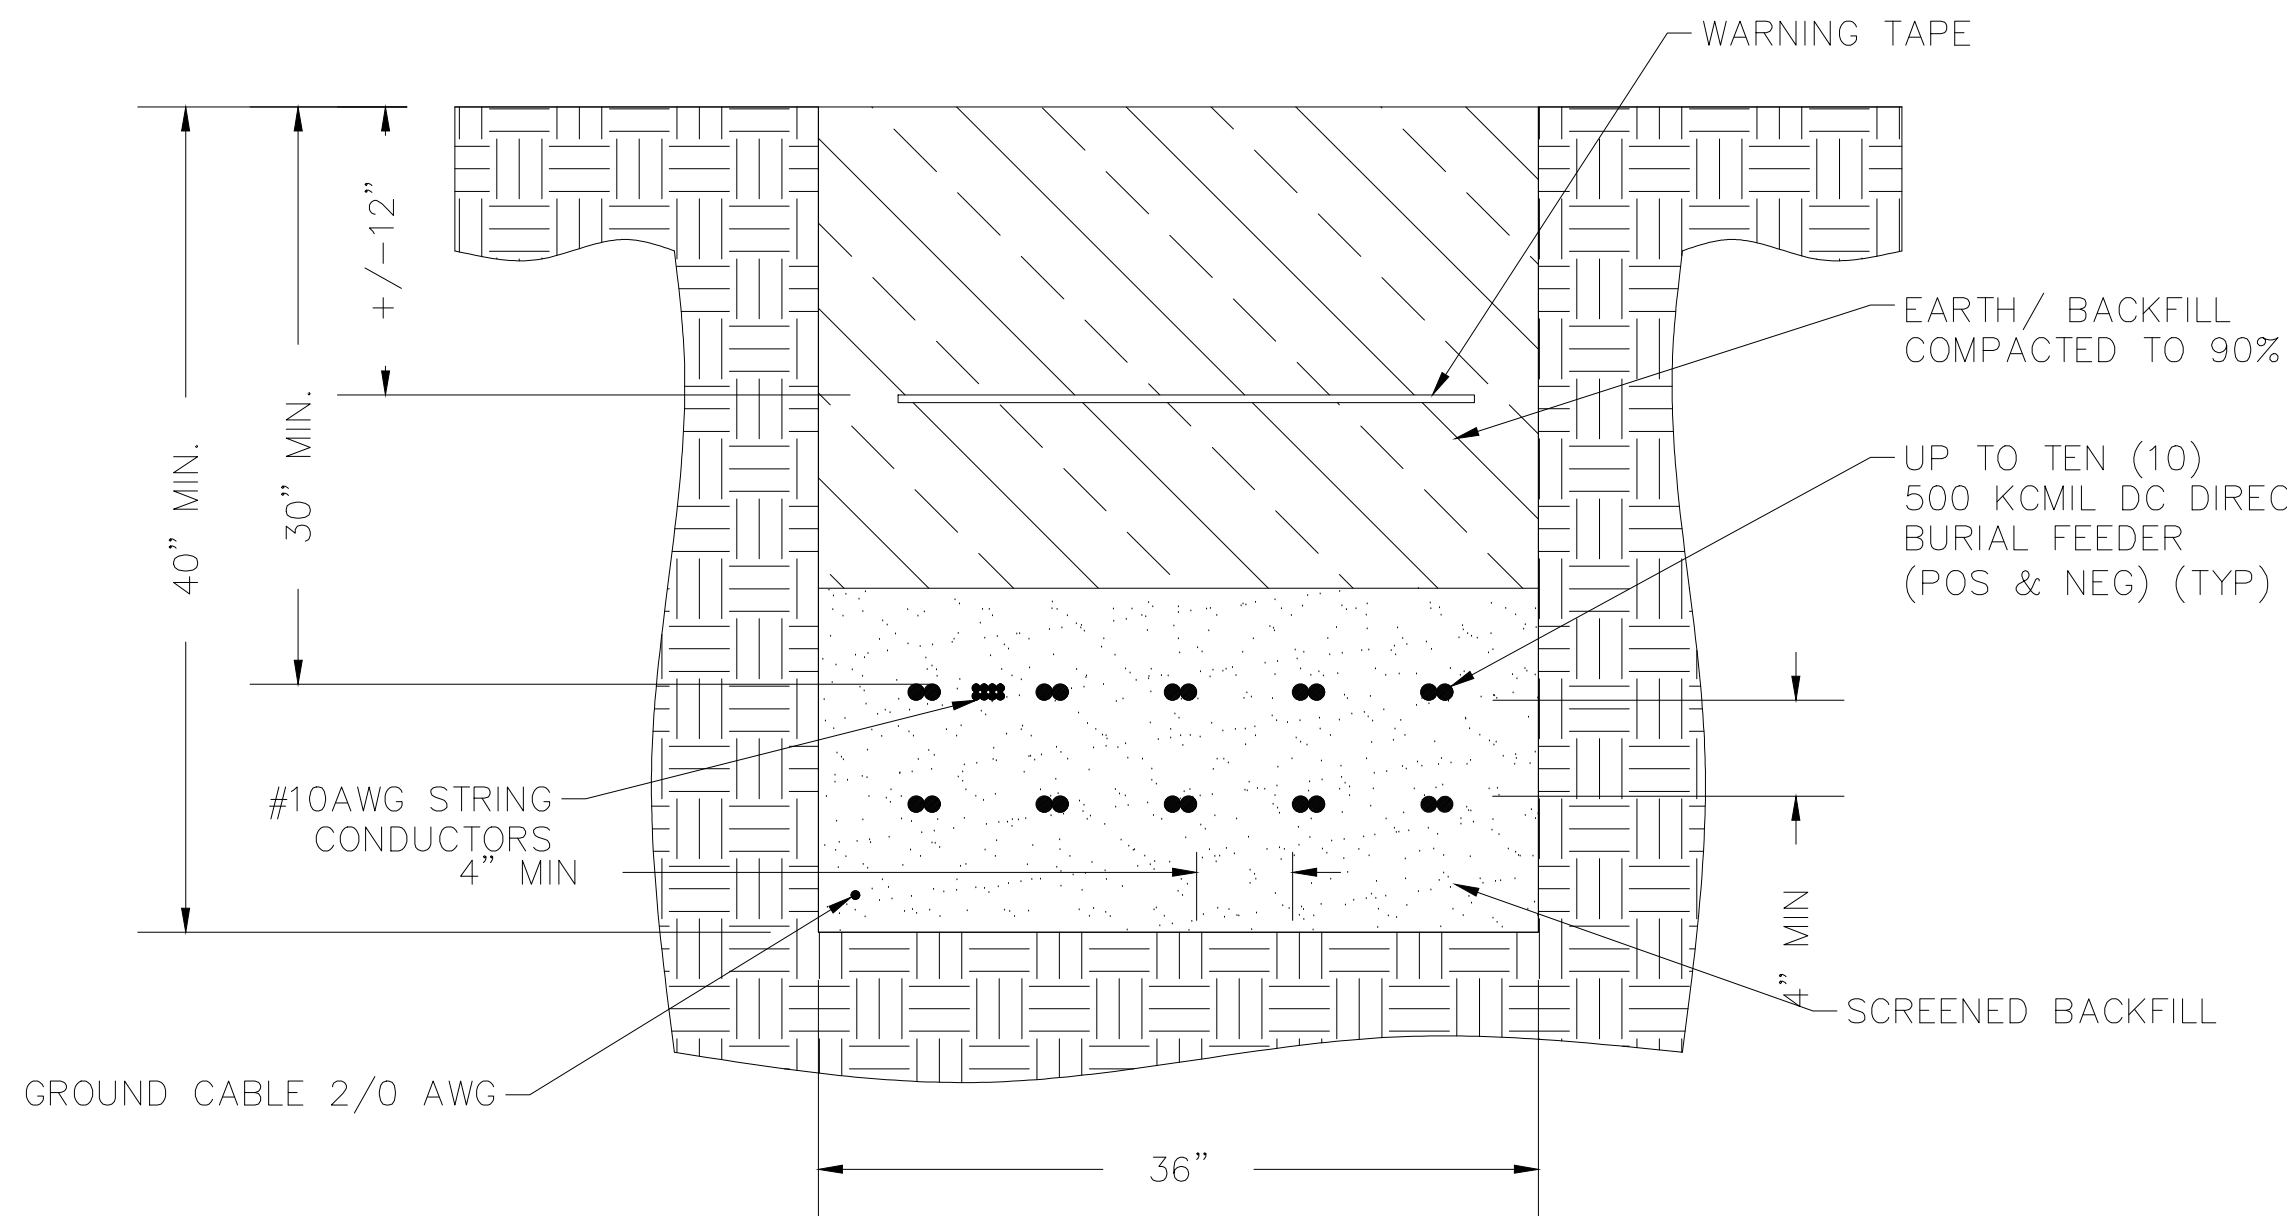 WARNING TAPE
+/-12"
30" MIN.
40" MIN.
EARTH/ BACKFILL
COMPACTED TO 90%
UP TO TEN (10)
500 KCMIL DC DIREC
BURIAL FEEDER
(POS & NEG) (TYP)
#10AWG STRING
CONDUCTORS
4" MIN
4" MIN
SCREENED BACKFILL
GROUND CABLE 2/0 AWG
36"